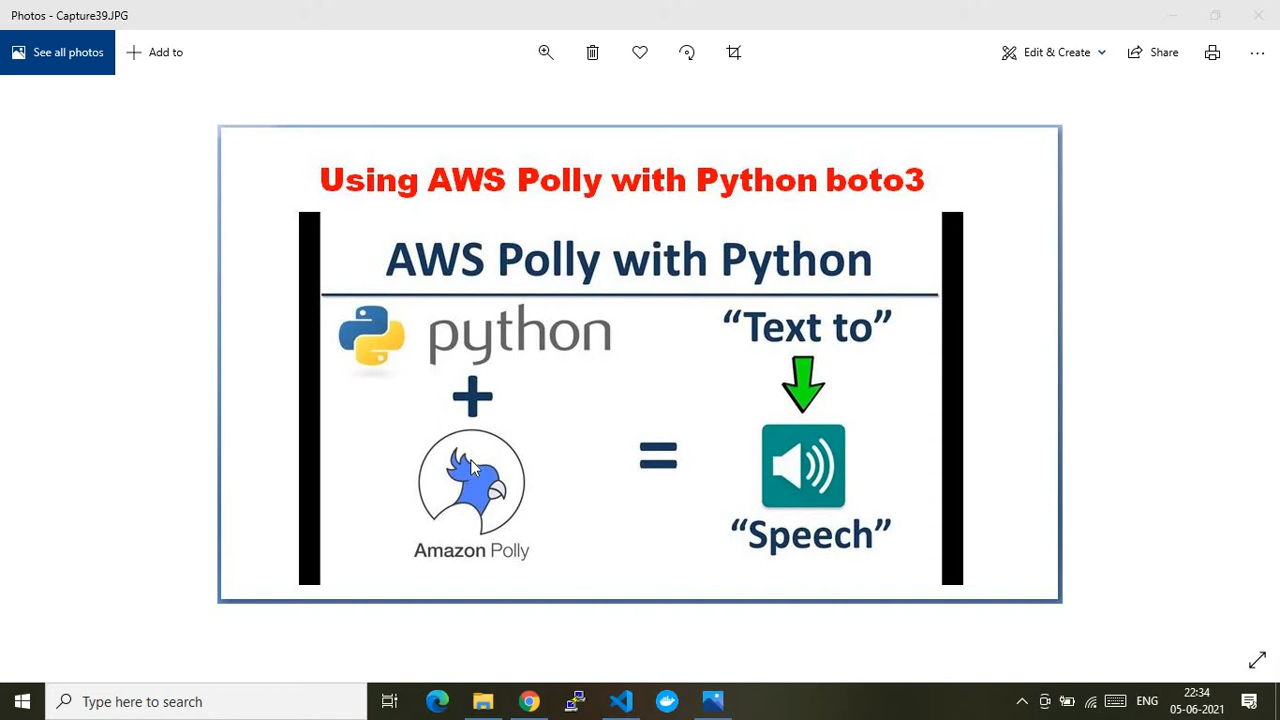 Photos - Capture39.JPG
See all photos
Add to
Edit & Create
Share
Using AWS Polly with Python boto3
AWS Polly with Python
python
“Text to”
+
=
Amazon Polly
“Speech”
Type here to search
ENG
22:34
05-06-2021